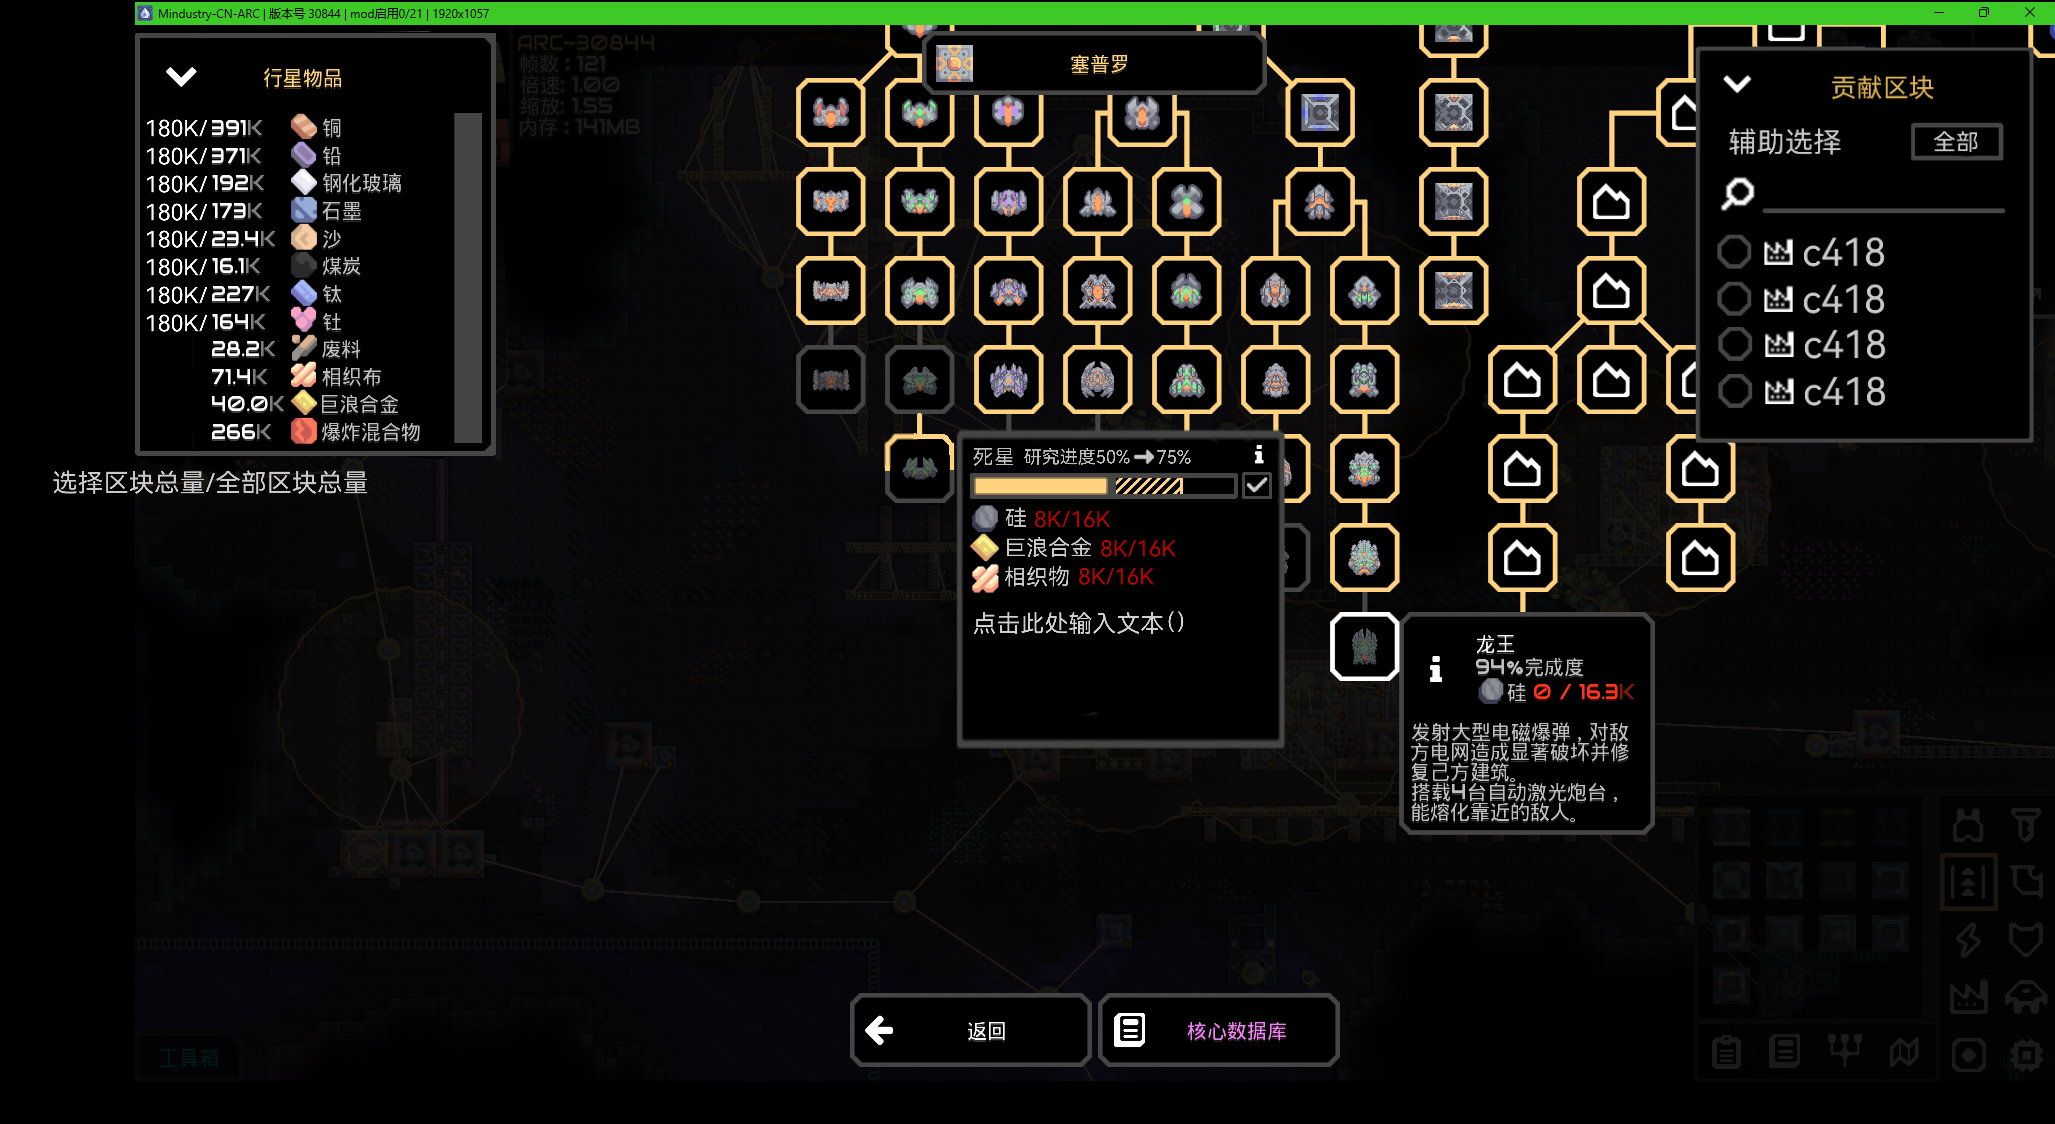 Mindustry-CN-ARC | 版本号 30844 | mod启用0/21 | 1920x1057
行星物品
180K/391K 铜
180K/371K 铅
180K/192K 钢化玻璃
180K/173K 石墨
180K/23.4K 沙
180K/16.1K 煤炭
180K/227K 钛
180K/164K 钍
28.2K 废料
71.4K 相织布
40.0K 巨浪合金
266K 爆炸混合物
选择区块总量/全部区块总量
ARC~30844
帧数：121
倍速：1.00
缩放：1.55
内存：141MB
塞普罗
贡献区块
辅助选择 全部
c418
c418
c418
c418
死星 研究进度50%➞75%
硅 8K/16K
巨浪合金 8K/16K
相织物 8K/16K
点击此处输入文本()
龙王
94%完成度
硅 0 / 16.3K
发射大型电磁爆弹，对敌
方电网造成显著破坏并修
复己方建筑。
搭载4台自动激光炮台，
能熔化靠近的敌人。
返回
核心数据库
工具箱